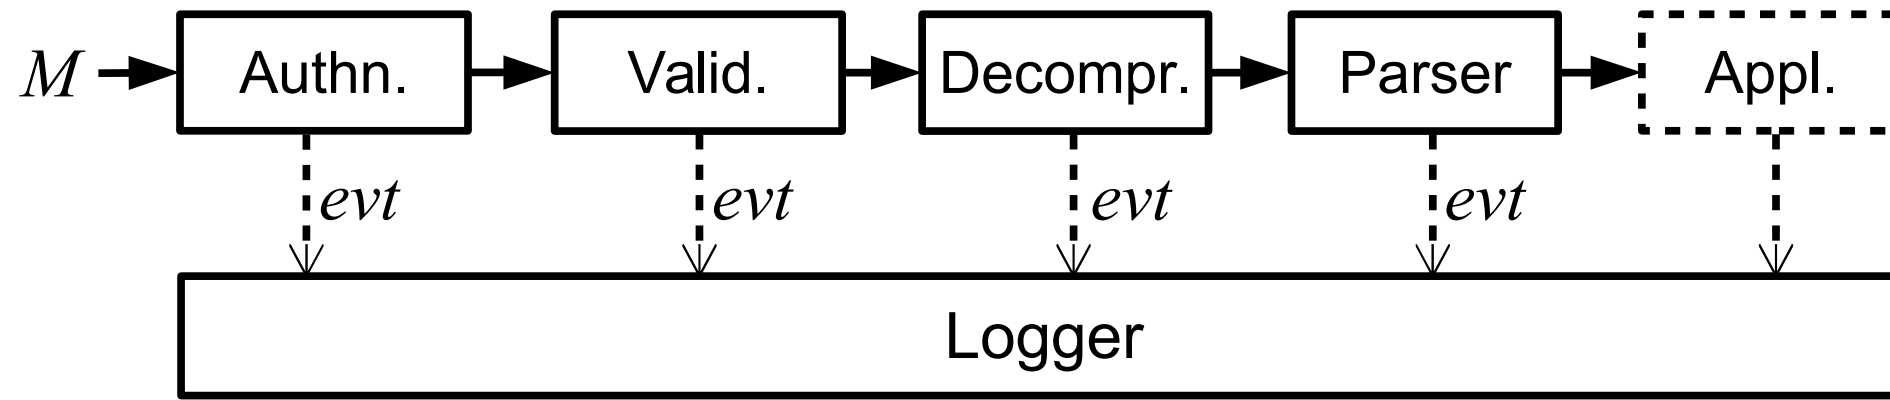 M Authn. Valid. Decompr. Parser Appl.
evt evt evt evt
Logger